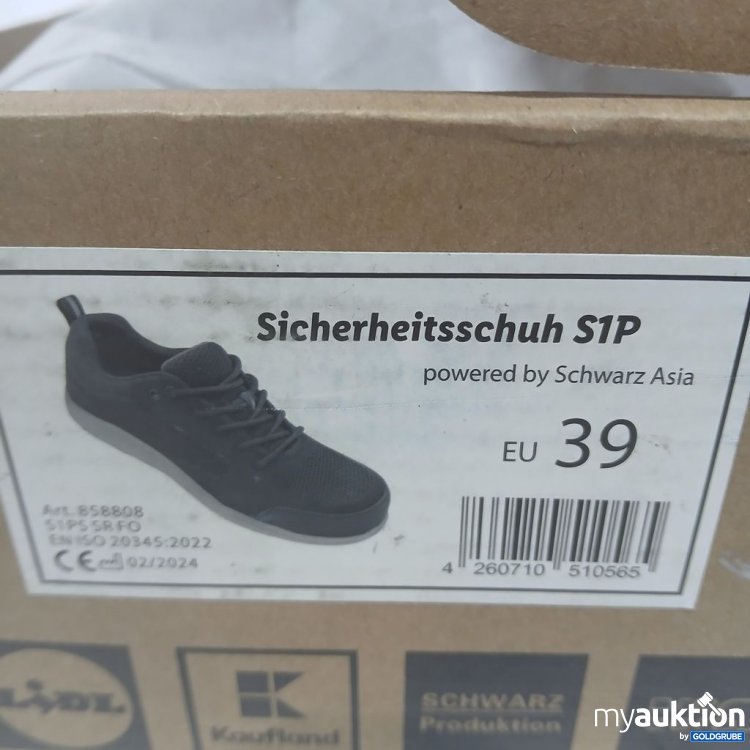 Sicherheitsschuh S1P
powered by Schwarz Asia
EU 39
Art. 858808
S1PS SR FO
EN ISO 20345:2022
CE 02/2024
4 260710 510565
LIDL
K
Kaufland
SCHWARZ
Produktion
myauktion
by GOLDGRUBE